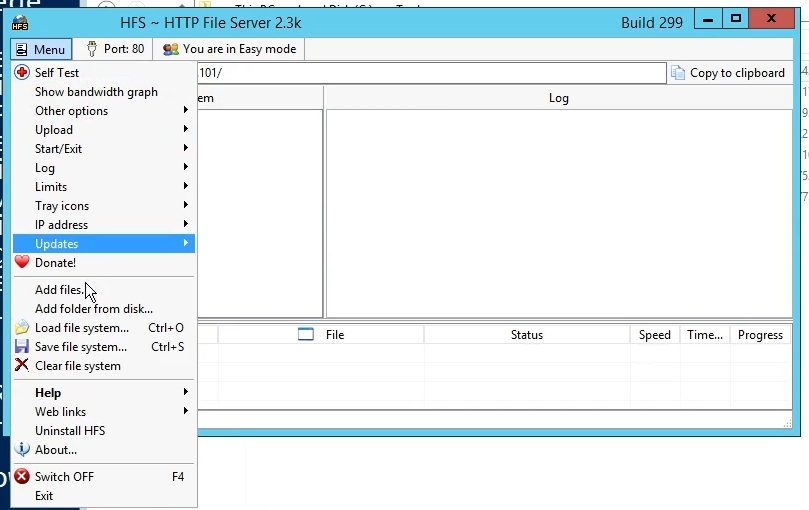 HFS ~ HTTP File Server 2.3k
Build 299
Menu
Port: 80
You are in Easy mode
Self Test
101/
Copy to clipboard
Show bandwidth graph
em
Log
Other options
Upload
Start/Exit
Log
Limits
Tray icons
IP address
Updates
Donate!
Add files...
Add folder from disk...
Load file system... Ctrl+O
File
Status
Speed
Time...
Progress
Save file system... Ctrl+S
Clear file system
Help
Web links
Uninstall HFS
About...
Switch OFF F4
Exit